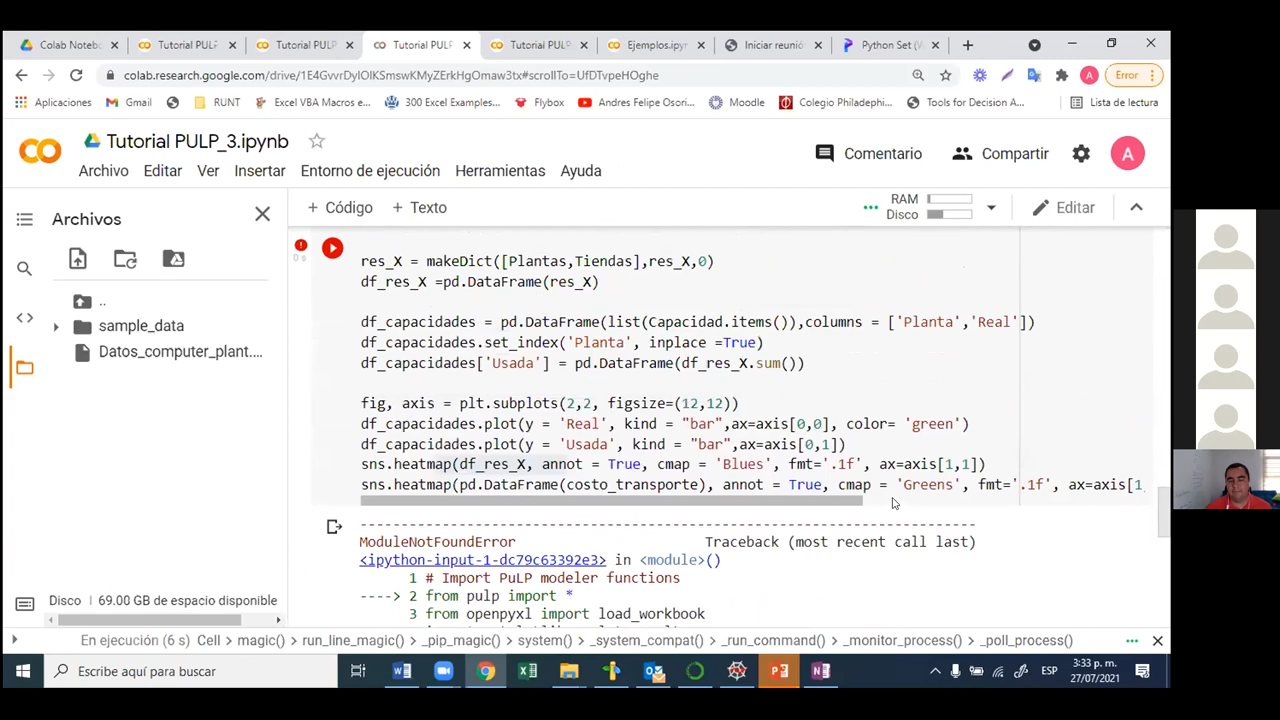 Colab Noteb
Tutorial PUL
Tutorial PULP
Tutorial PULP
Tutorial PULP
Ejemplos.ipyn
Iniciar reunió
Python Set (W
colab.research.google.com/drive/1E4GvvrDyIOlKSmswKMyZErkHgOmaw3tx#scrollTo=UfDTvpeHOghe
Error
Aplicaciones
Gmail
RUNT
Excel VBA Macros e...
300 Excel Examples...
Flybox
Andres Felipe Osori...
Moodle
Colegio Philadelphi...
Tools for Decision A...
Lista de lectura
Tutorial PULP_3.ipynb
Comentario
Compartir
A
Archivo Editar Ver Insertar Entorno de ejecución Herramientas Ayuda
Archivos
+ Código + Texto
RAM
Disco
Editar
..
sample_data
Datos_computer_plant....
0s
res_X = makeDict([Plantas,Tiendas],res_X,0)
df_res_X =pd.DataFrame(res_X)
df_capacidades = pd.DataFrame(list(Capacidad.items()),columns = ['Planta','Real'])
df_capacidades.set_index('Planta', inplace =True)
df_capacidades['Usada'] = pd.DataFrame(df_res_X.sum())
fig, axis = plt.subplots(2,2, figsize=(12,12))
df_capacidades.plot(y = 'Real', kind = "bar",ax=axis[0,0], color= 'green')
df_capacidades.plot(y = 'Usada', kind = "bar",ax=axis[0,1])
sns.heatmap(df_res_X, annot = True, cmap = 'Blues', fmt='.1f', ax=axis[1,1])
sns.heatmap(pd.DataFrame(costo_transporte), annot = True, cmap = 'Greens', fmt='.1f', ax=axis[1,
---------------------------------------------------------------------------
ModuleNotFoundError Traceback (most recent call last)
<ipython-input-1-dc79c63392e3> in <module>()
1 # Import PuLP modeler functions
----> 2 from pulp import *
3 from openpyxl import load_workbook
Disco 69.00 GB de espacio disponible
En ejecución (6 s) Cell > magic() > run_line_magic() > _pip_magic() > system() > _system_compat() > _run_command() > _monitor_process() > _poll_process()
Escribe aquí para buscar
ESP
3:33 p. m.
27/07/2021